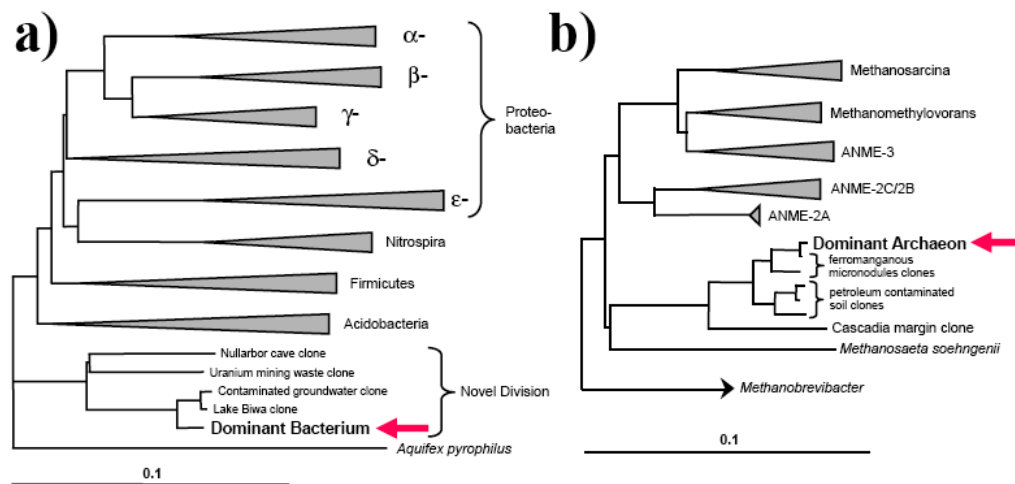 a)
α-
β-
γ-
δ-
ε-
Proteo-
bacteria
Nitrospira
Firmicutes
Acidobacteria
Nullarbor cave clone
Uranium mining waste clone
Contaminated groundwater clone
Lake Biwa clone
Dominant Bacterium
Novel Division
Aquifex pyrophilus
0.1
b)
Methanosarcina
Methanomethylovorans
ANME-3
ANME-2C/2B
ANME-2A
Dominant Archaeon
ferromanganous
micronodules clones
petroleum contaminated
soil clones
Cascadia margin clone
Methanosaeta soehngenii
Methanobrevibacter
0.1